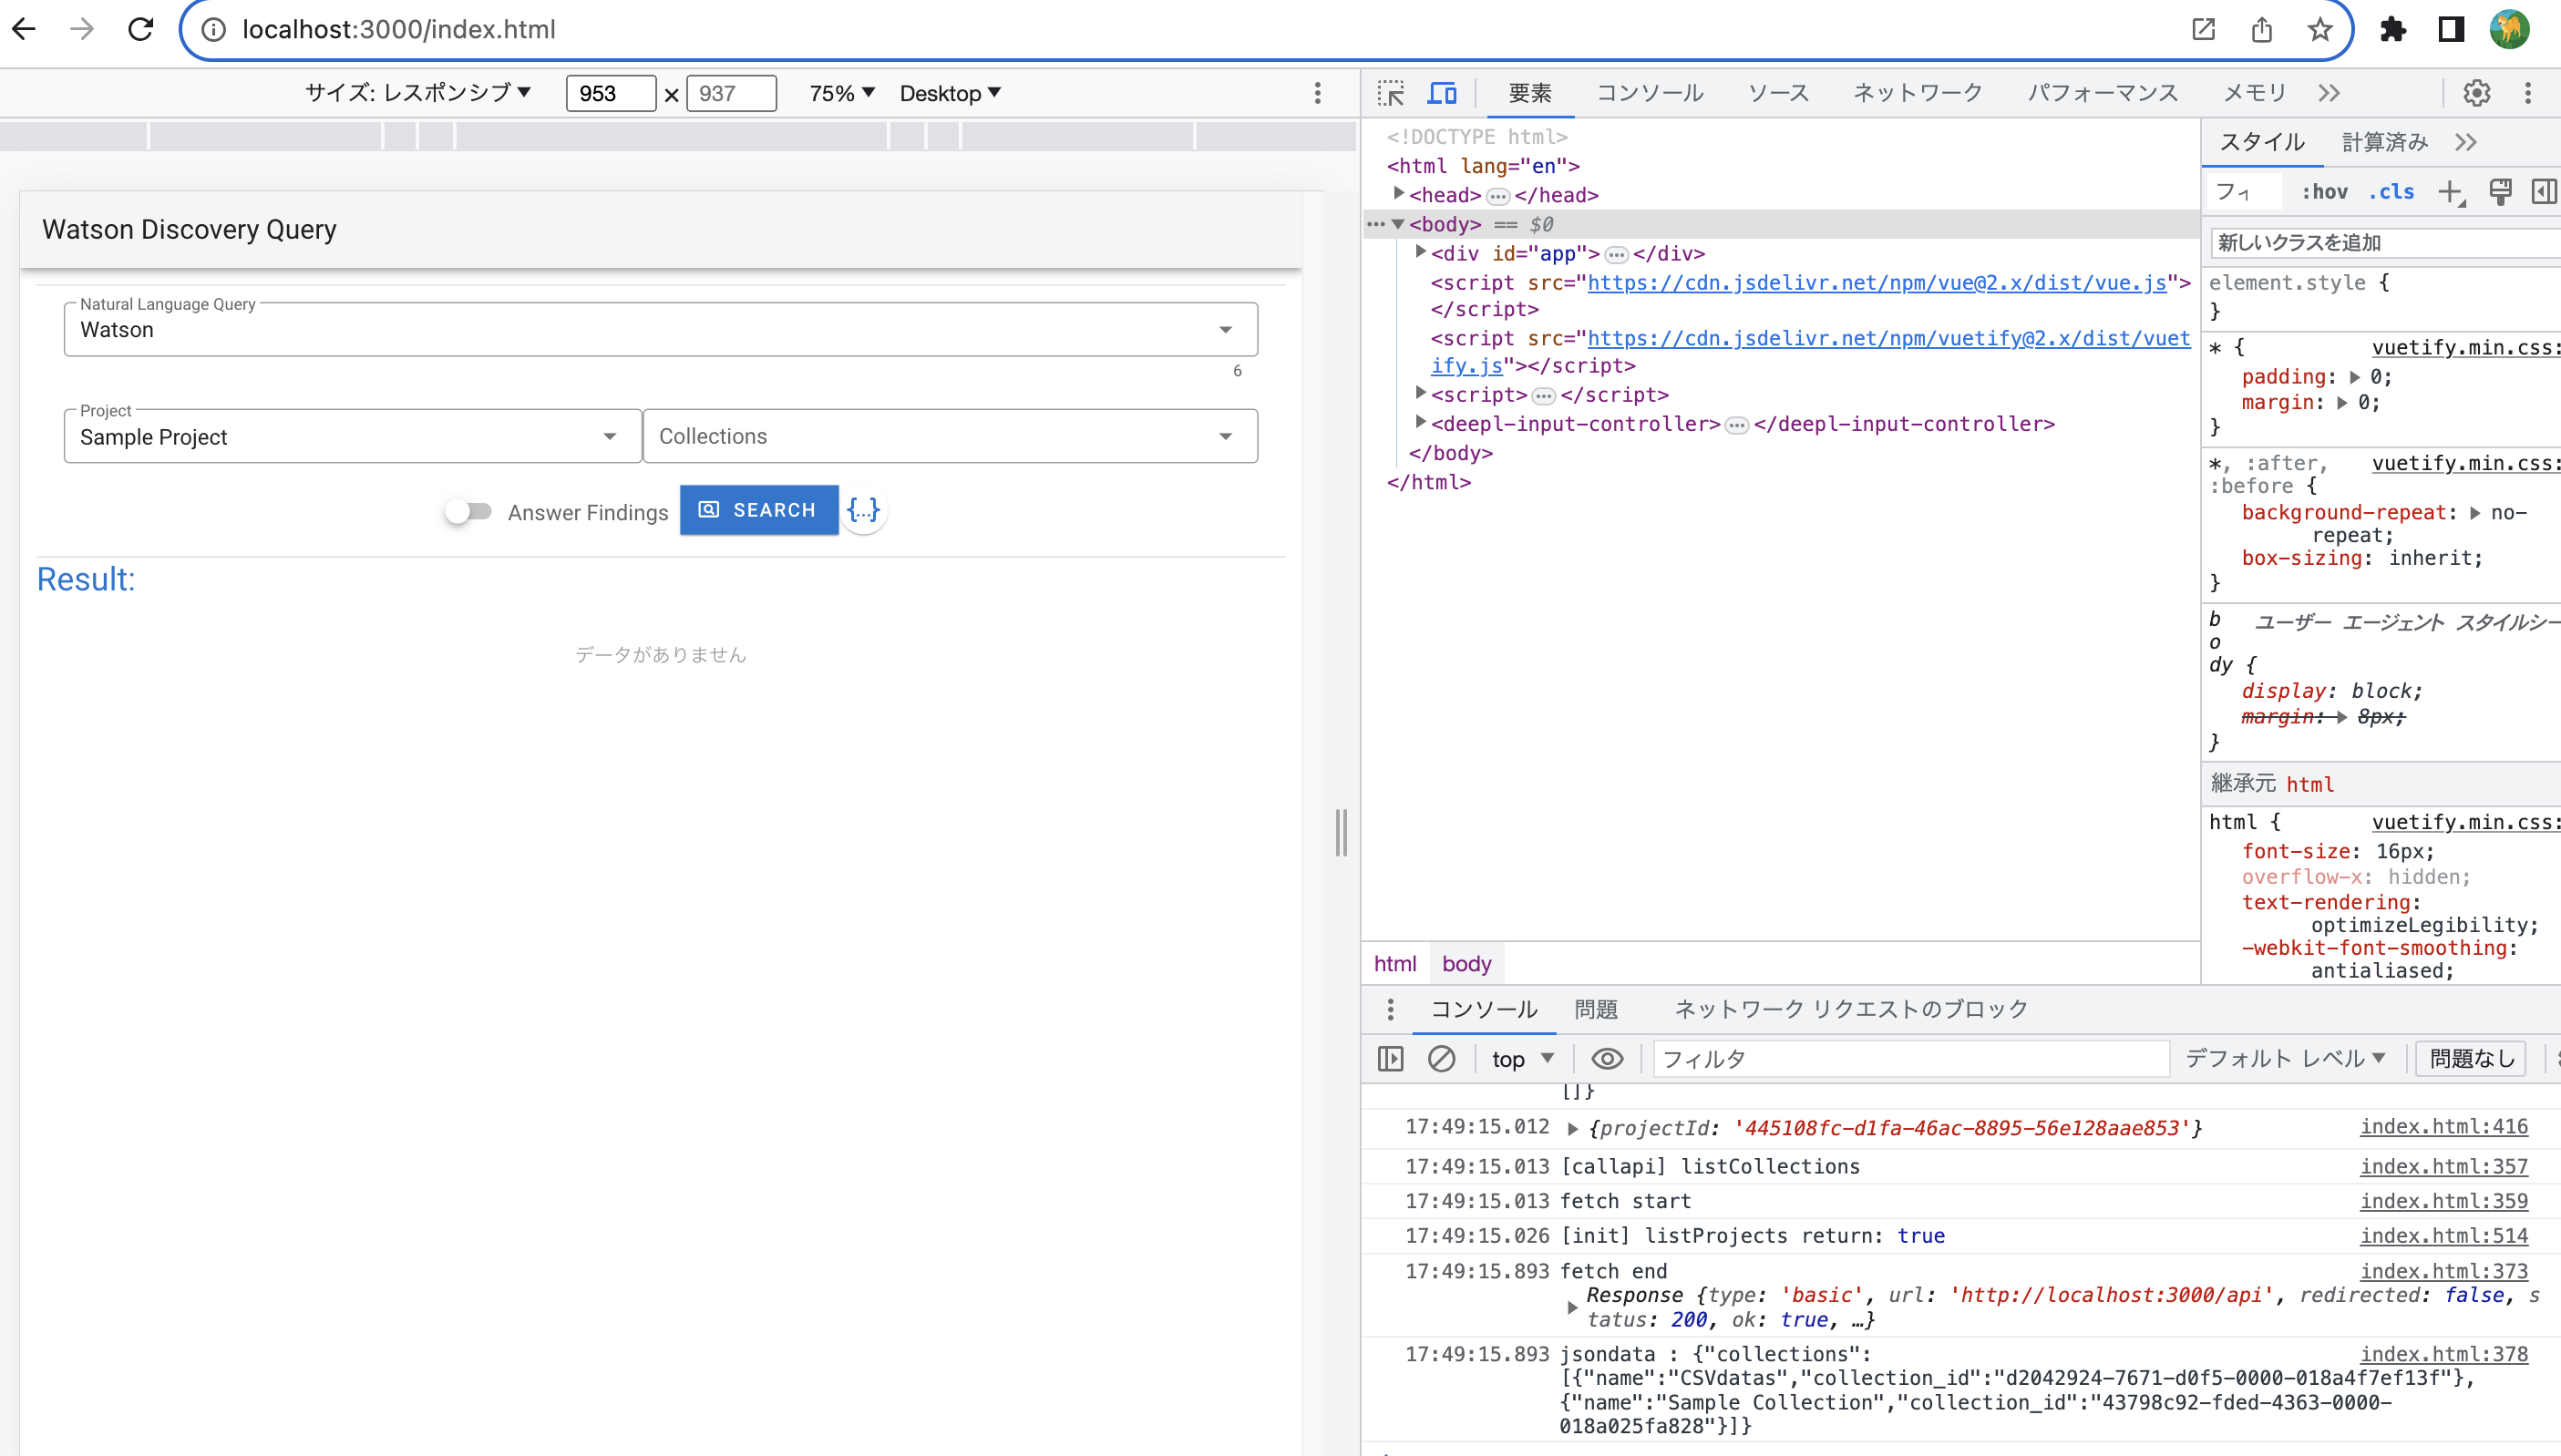 localhost:3000/index.html
サイズ: レスポンシブ▼ 953 × 937 75% ▼ Desktop ▼
Watson Discovery Query
Natural Language Query
Watson
6
Project
Sample Project
Collections
Answer Findings
SEARCH
{...}
Result:
データがありません
要素 コンソール ソース ネットワーク パフォーマンス メモリ
<!DOCTYPE html>
<html lang="en">
<head>…</head>
<body> == $0
<div id="app">…</div>
<script src="https://cdn.jsdelivr.net/npm/vue@2.x/dist/vue.js">
</script>
<script src="https://cdn.jsdelivr.net/npm/vuetify@2.x/dist/vuet
ify.js"></script>
<script>…</script>
<deepl-input-controller>…</deepl-input-controller>
</body>
</html>
html body
スタイル 計算済み
フィ :hov .cls
新しいクラスを追加
element.style {
}
* { vuetify.min.css:
padding: 0;
margin: 0;
}
*, :after, vuetify.min.css:
:before {
background-repeat: no-
repeat;
box-sizing: inherit;
}
b ユーザー エージェント スタイルシー
o
dy {
display: block;
margin: 8px;
}
継承元 html
html { vuetify.min.css:
font-size: 16px;
overflow-x: hidden;
text-rendering:
optimizeLegibility;
-webkit-font-smoothing:
antialiased;
コンソール 問題 ネットワーク リクエストのブロック
top ▼ フィルタ デフォルト レベル ▼ 問題なし
[]}
17:49:15.012 {projectId: '445108fc-d1fa-46ac-8895-56e128aae853'} index.html:416
17:49:15.013 [callapi] listCollections index.html:357
17:49:15.013 fetch start index.html:359
17:49:15.026 [init] listProjects return: true index.html:514
17:49:15.893 fetch end index.html:373
Response {type: 'basic', url: 'http://localhost:3000/api', redirected: false, s
tatus: 200, ok: true, …}
17:49:15.893 jsondata : {"collections": index.html:378
[{"name":"CSVdatas","collection_id":"d2042924-7671-d0f5-0000-018a4f7ef13f"},
{"name":"Sample Collection","collection_id":"43798c92-fded-4363-0000-
018a025fa828"}]}